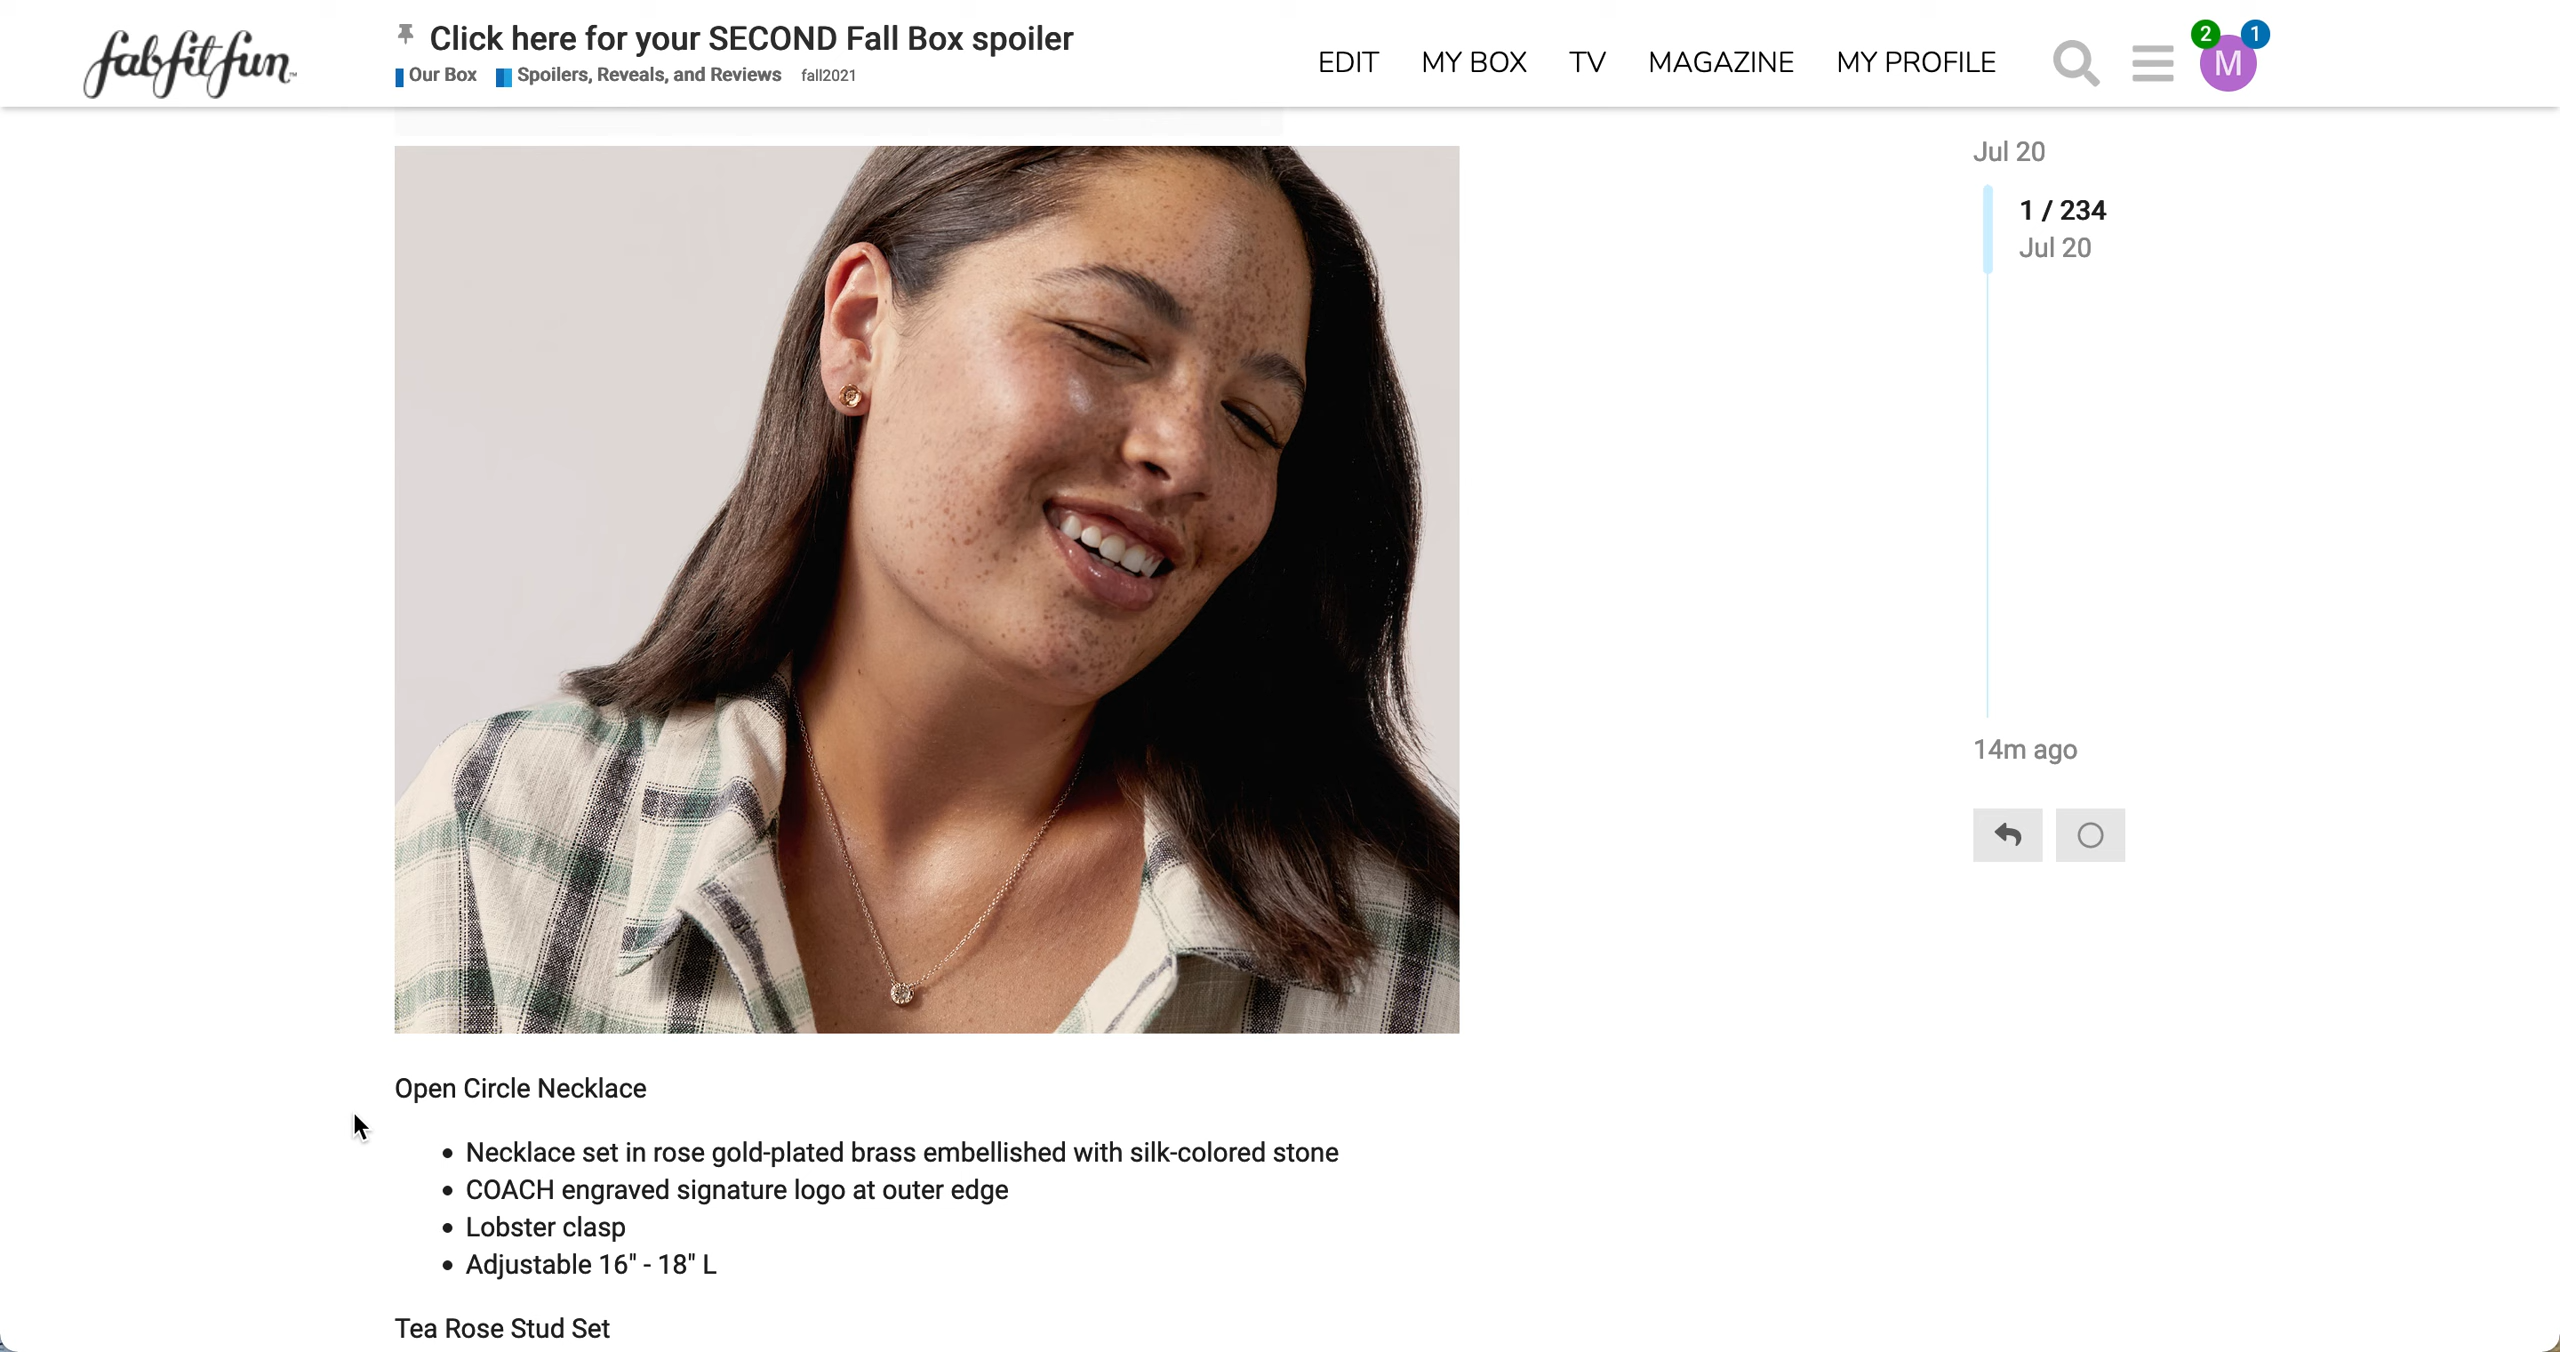 fabfitfun™
Click here for your SECOND Fall Box spoiler
Our Box Spoilers, Reveals, and Reviews fall2021
EDIT MY BOX TV MAGAZINE MY PROFILE
2 M 1
Jul 20
1 / 234
Jul 20
14m ago
Open Circle Necklace
• Necklace set in rose gold-plated brass embellished with silk-colored stone
• COACH engraved signature logo at outer edge
• Lobster clasp
• Adjustable 16" - 18" L
Tea Rose Stud Set